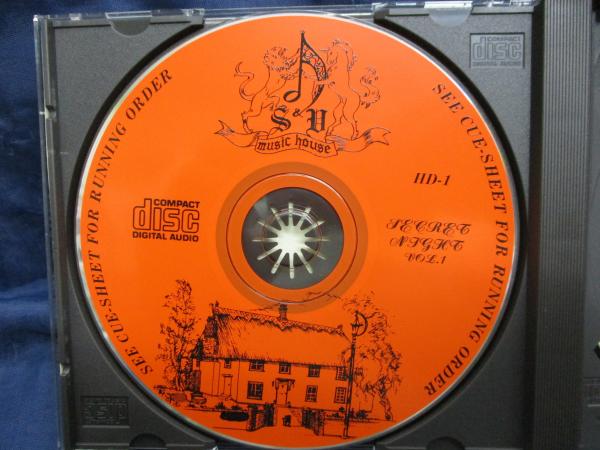 S & V
music house
SEE CUE-SHEET FOR RUNNING ORDER
SEE CUE-SHEET FOR RUNNING ORDER
HD-1
COMPACT
disc
DIGITAL AUDIO
SECRET
NIGHT
VOL.1
COMPACT
disc
DIGITAL AUDIO